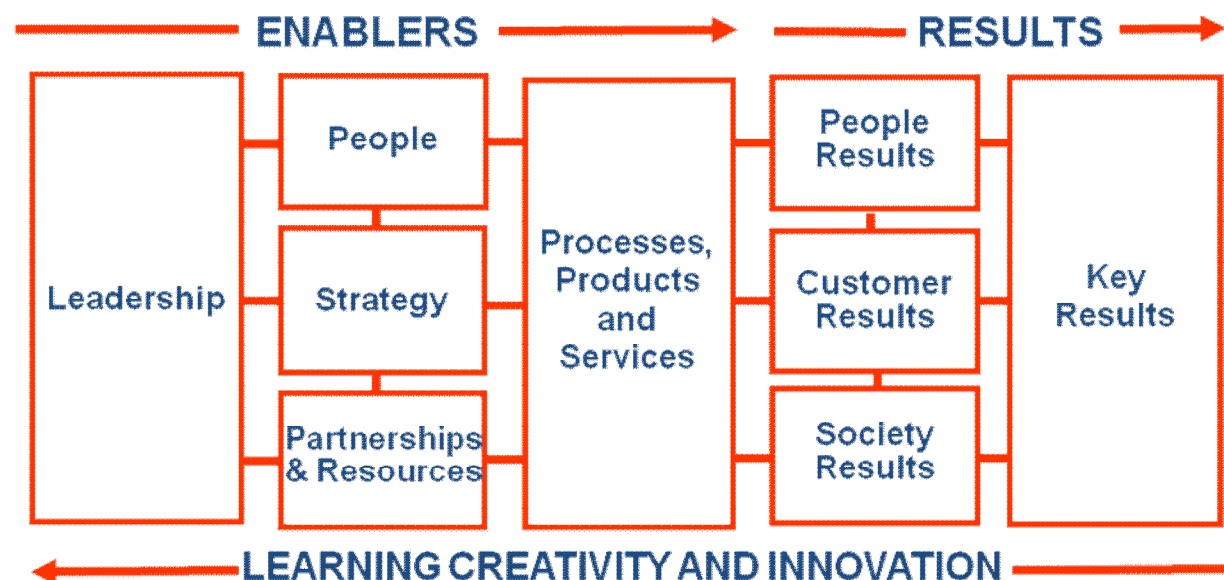 ENABLERS
RESULTS
Leadership
People
Strategy
Partnerships
& Resources
Processes,
Products
and
Services
People
Results
Customer
Results
Society
Results
Key
Results
LEARNING CREATIVITY AND INNOVATION